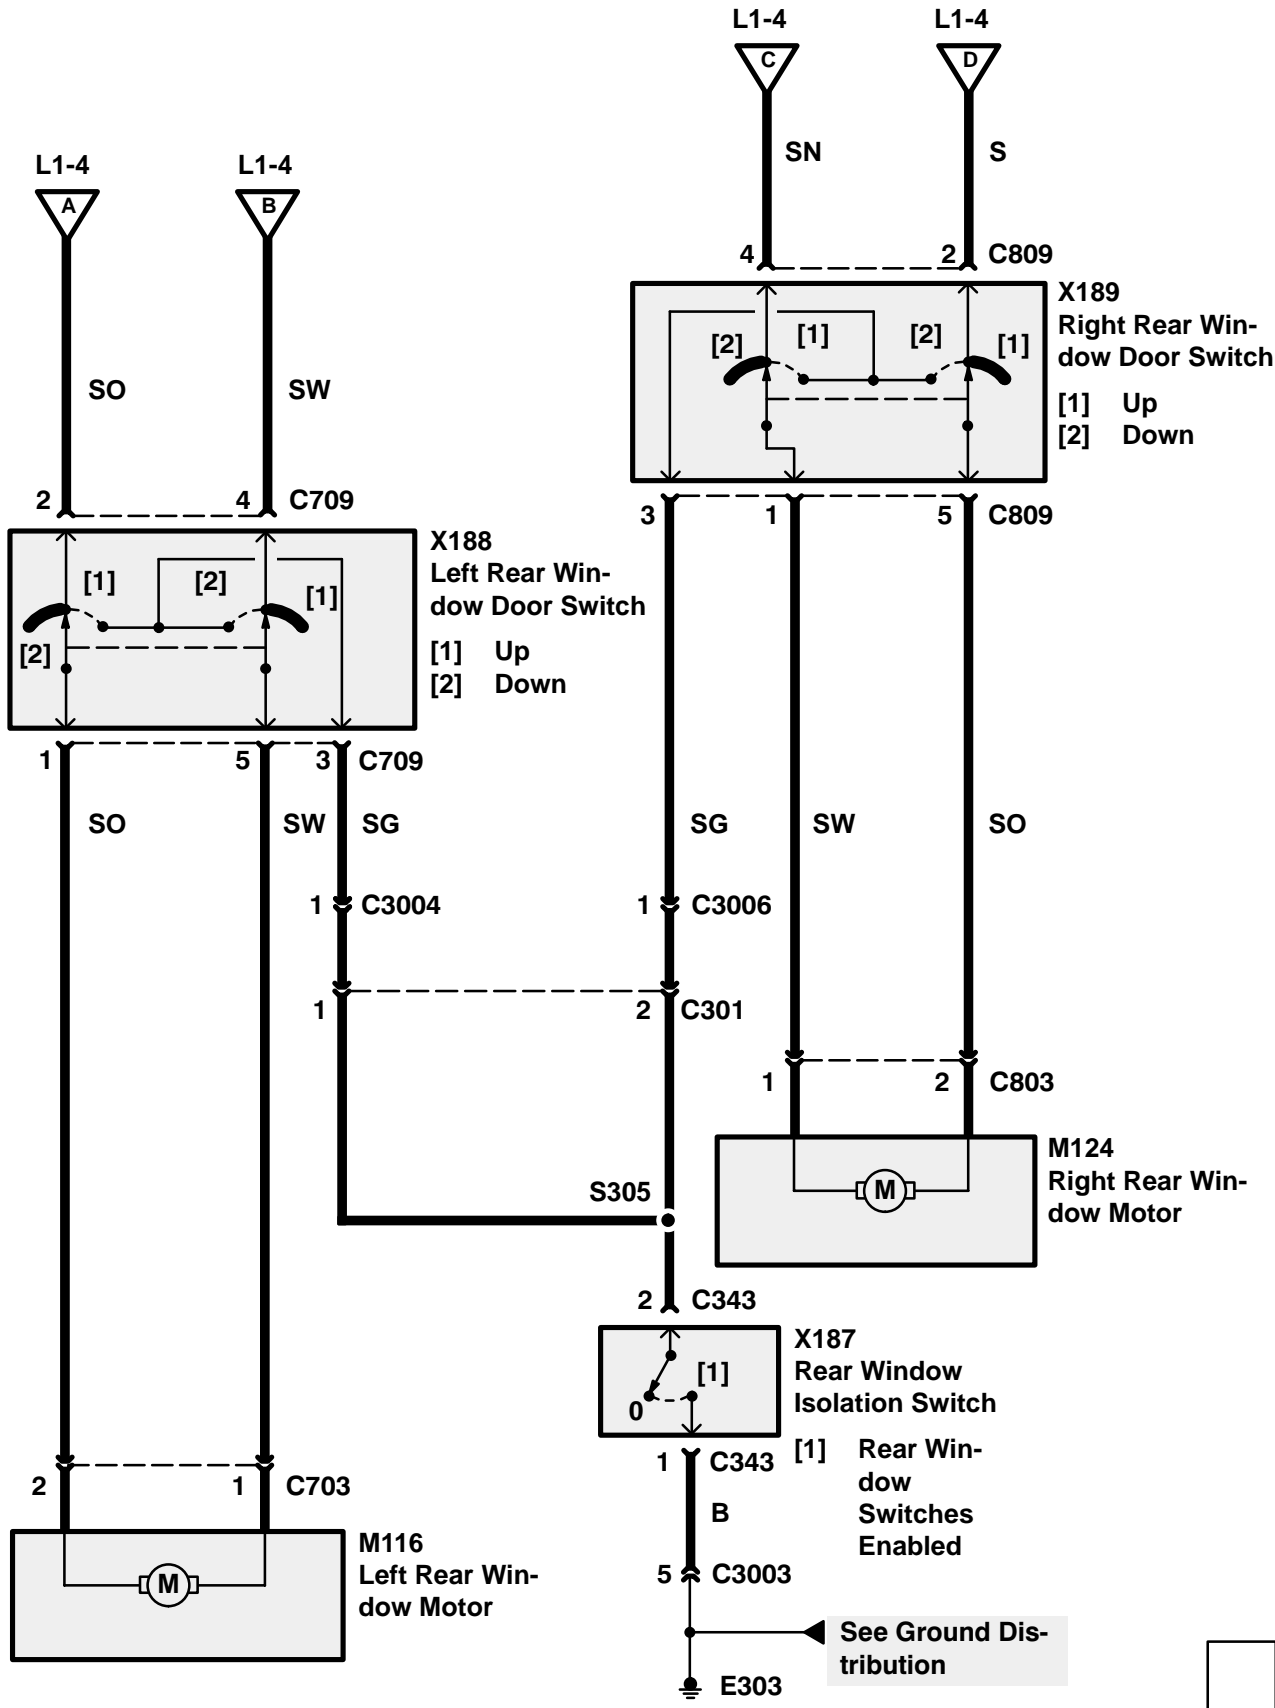 L1-4
L1-4
C
D
SN
S
L1-4
L1-4
A
B
4
2
C809
X189
Right Rear Win-
dow Door Switch
[1] Up
[2] Down
[2]
[1]
[2]
[1]
SO
SW
2
4
C709
3
1
5
C809
X188
Left Rear Win-
dow Door Switch
[1] Up
[2] Down
[1]
[2]
[1]
[2]
1
5
3
C709
SO
SW
SG
SG
SW
SO
1
C3004
1
C3006
1
2
C301
1
2
C803
M124
Right Rear Win-
dow Motor
M
S305
2
C343
X187
Rear Window
Isolation Switch
[1] Rear Win-
dow
Switches
Enabled
[1]
0
1
C343
B
2
1
C703
M116
Left Rear Win-
dow Motor
M
5
C3003
See Ground Dis-
tribution
E303